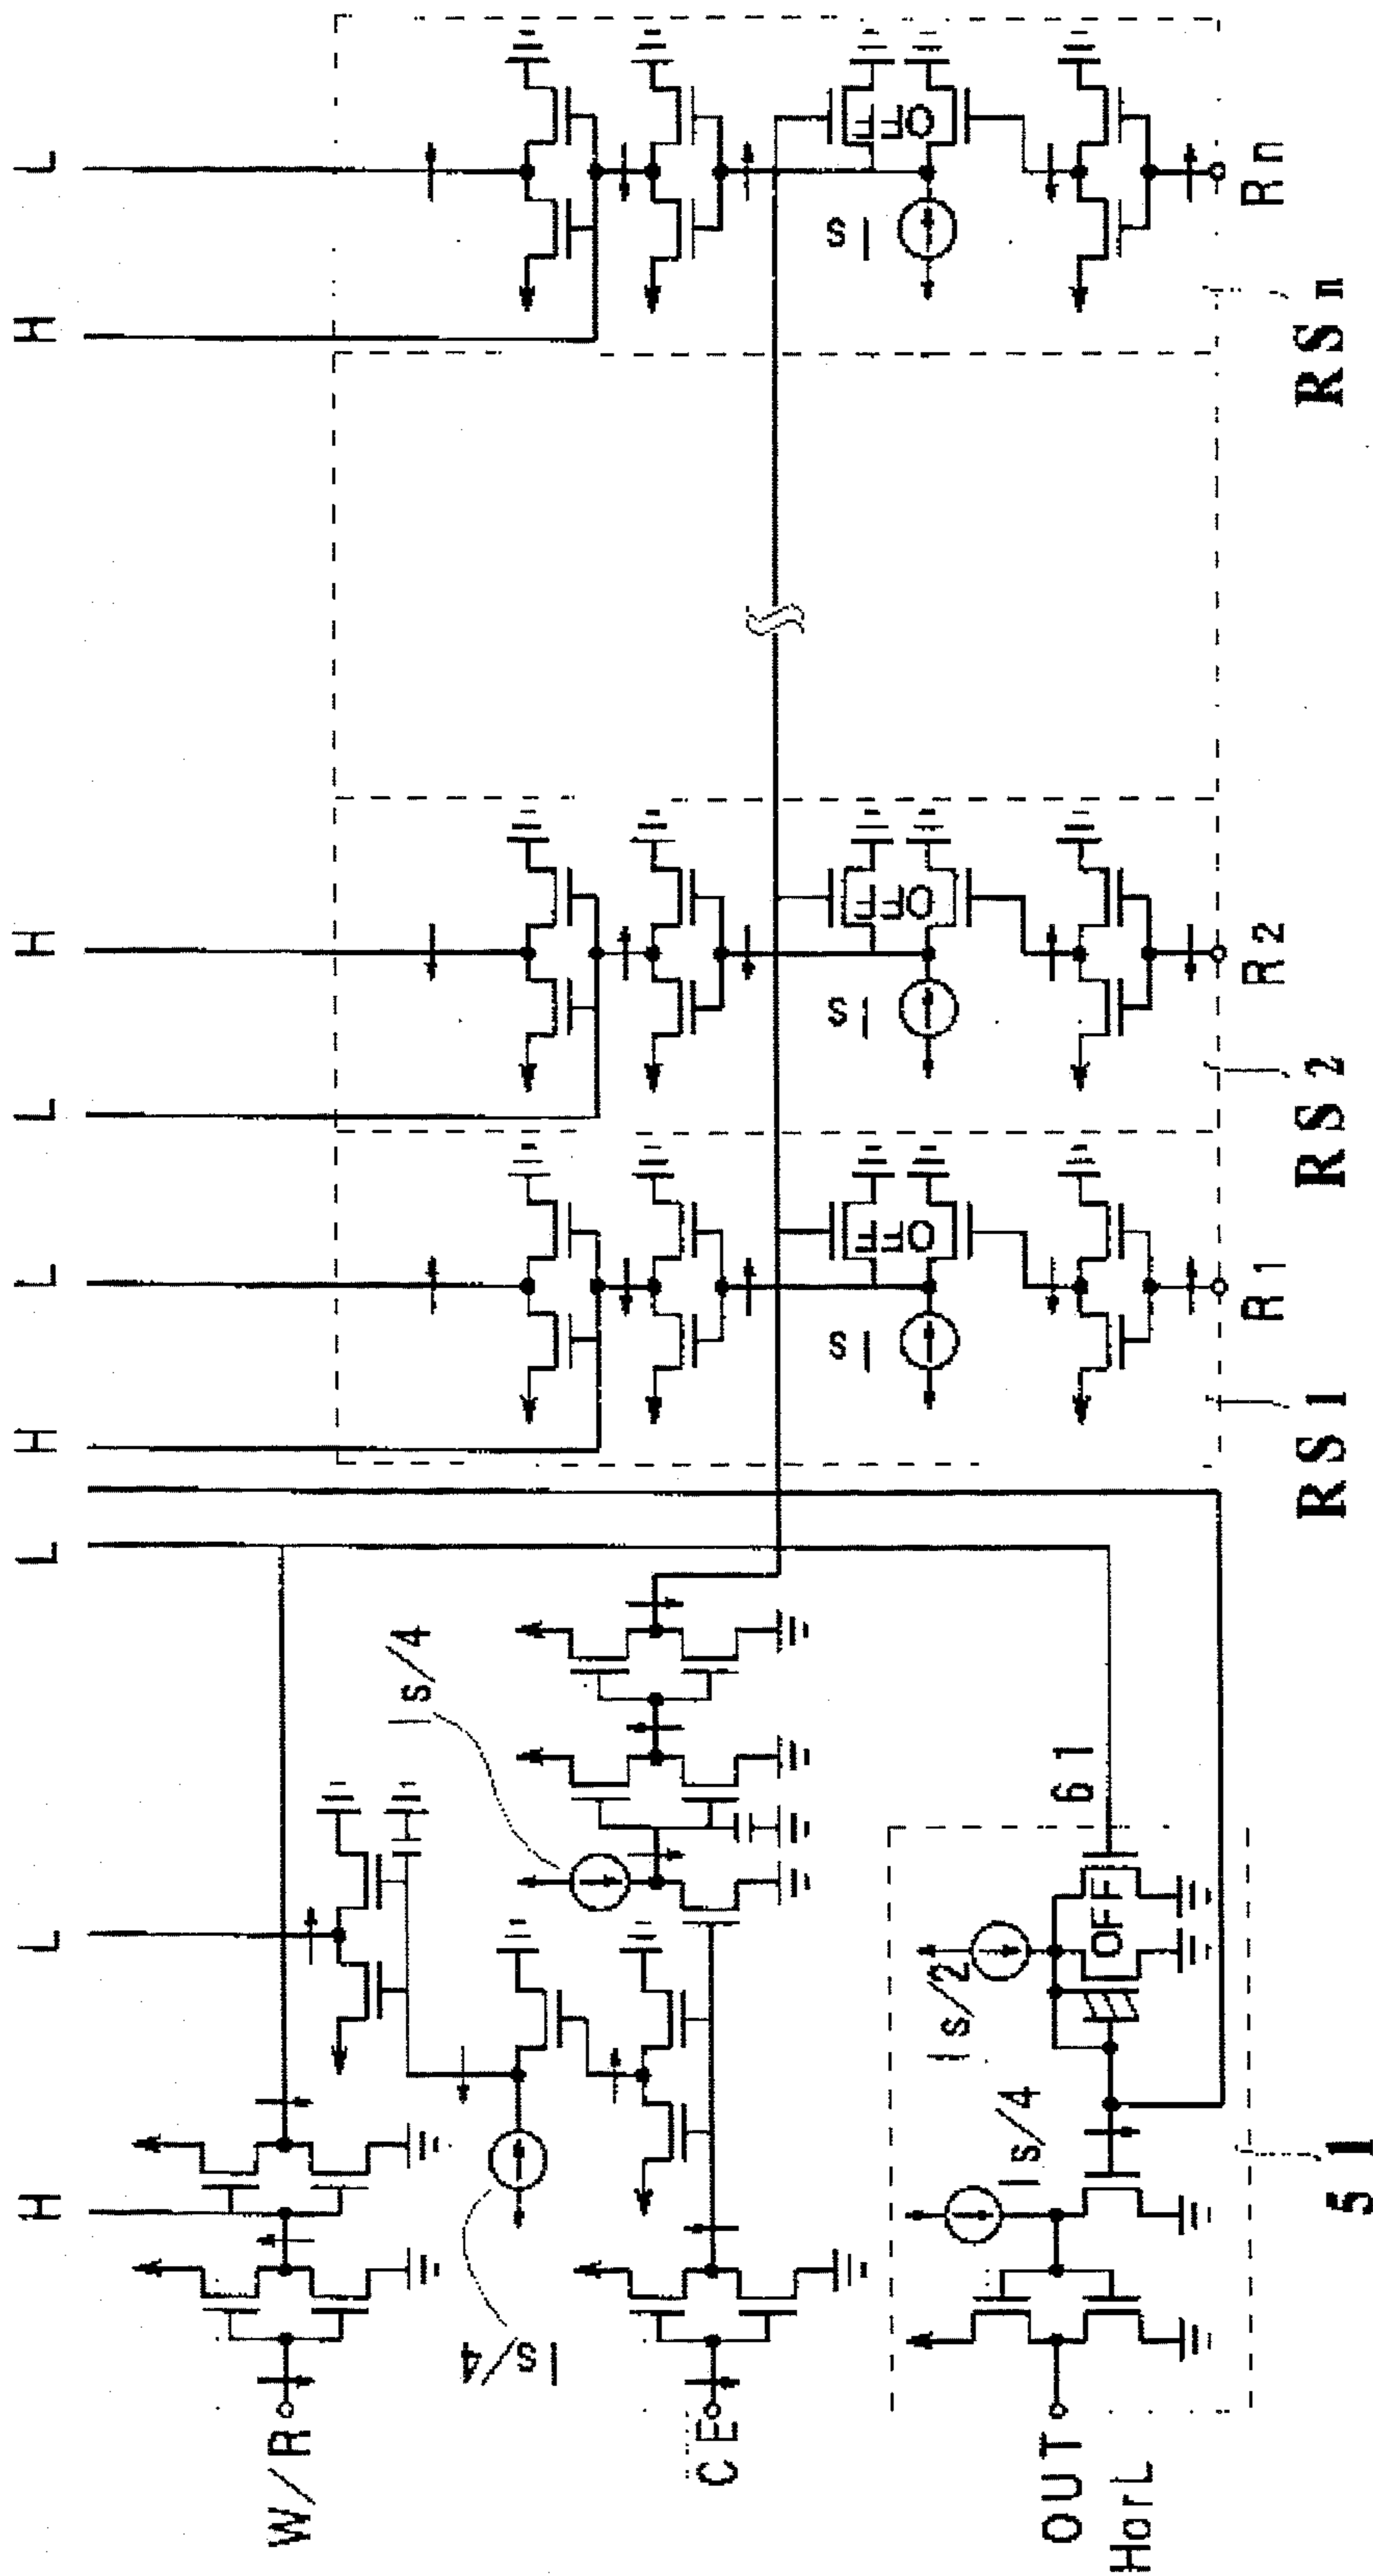 H L L H L L H H L
W/R
Is/4
Is/4
CE
Is OFF Is OFF Is OFF
Is/2
Is/4
61
OUT OFF
HorL
R1 R2 Rn
51 RS1 RS2 RSn